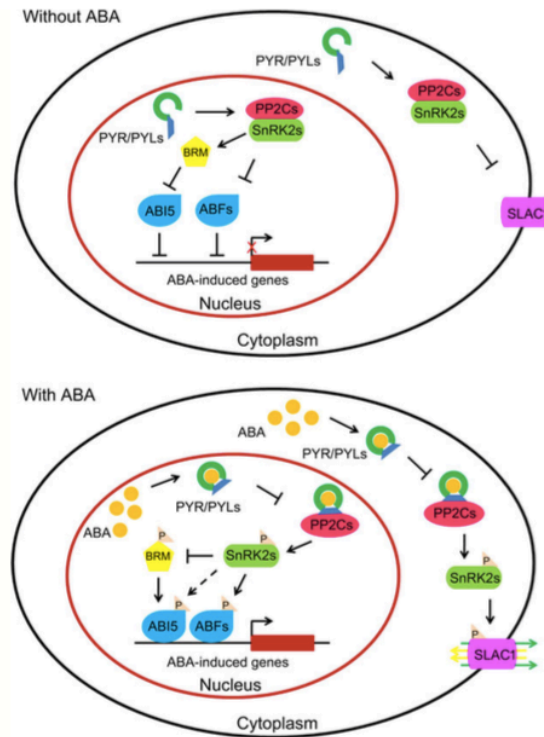 Without ABA
PYR/PYLs
PP2Cs
SnRK2s
PYR/PYLs
PP2Cs
SnRK2s
BRM
ABI5
ABFs
SLAC1
ABA-induced genes
Nucleus
Cytoplasm
With ABA
ABA
PYR/PYLs
ABA
PYR/PYLs
PP2Cs
PP2Cs
P
BRM
P
SnRK2s
P
SnRK2s
P
ABI5
P
ABFs
P
SLAC1
ABA-induced genes
Nucleus
Cytoplasm